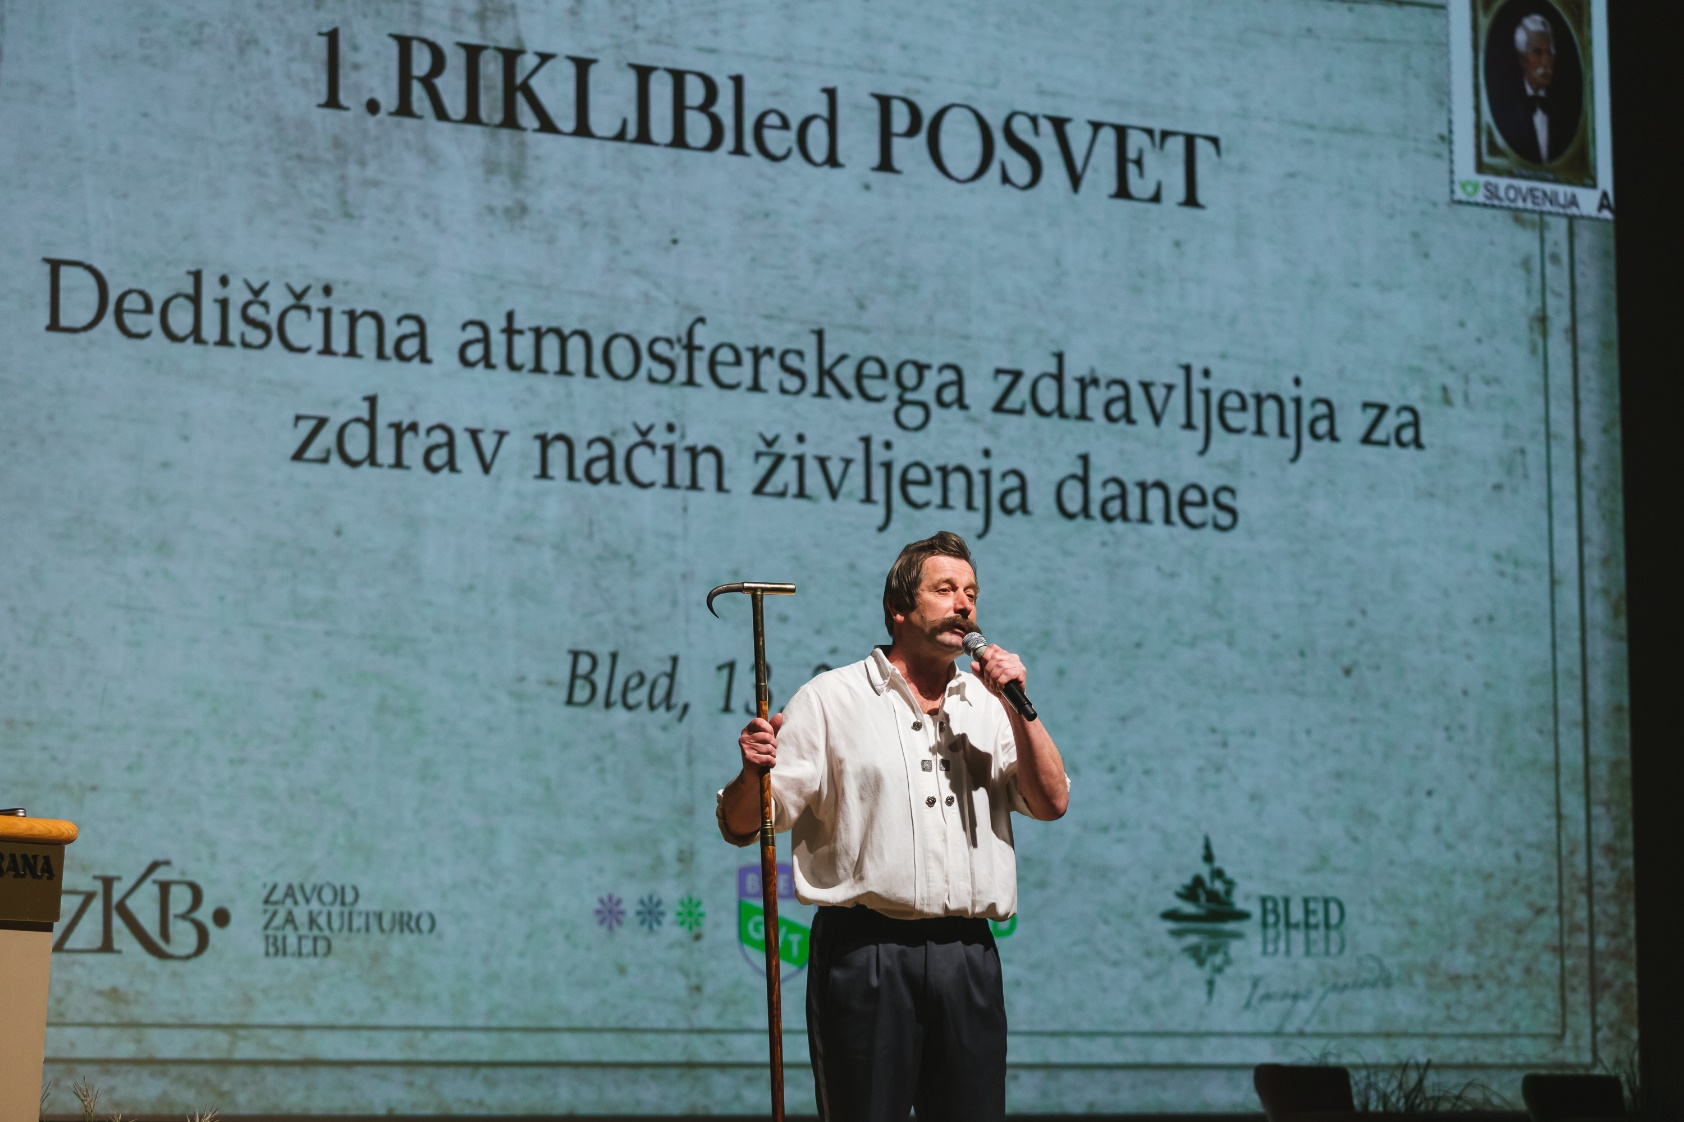 1.RIKLIBled POSVET
SLOVENIJA A
Dediščina atmosferskega zdravljenja za
zdrav način življenja danes
Bled, 13.
RANA
ZKB.
ZAVOD
ZA KULTURO
BLED
BLED